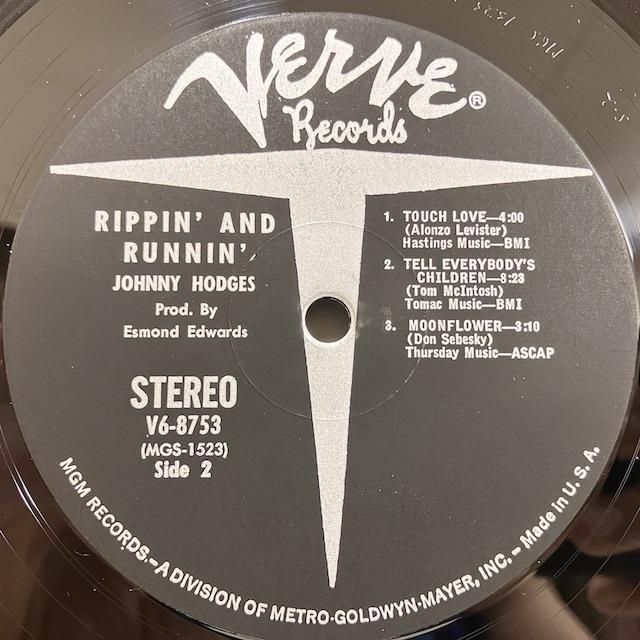 Verve®
Records
RIPPIN' AND
RUNNIN'
JOHNNY HODGES
Prod. By
Esmond Edwards
STEREO
V6-8753
(MGS-1523)
Side 2
1. TOUCH LOVE—4:00
(Alonzo Levister)
Hastings Music—BMI
2. TELL EVERYBODY'S
CHILDREN—8:23
(Tom McIntosh)
Tomac Music—BMI
3. MOONFLOWER—3:10
(Don Sebesky)
Thursday Music—ASCAP
MGM RECORDS.—A DIVISION OF METRO-GOLDWYN-MAYER, INC. – Made in U. S. A.